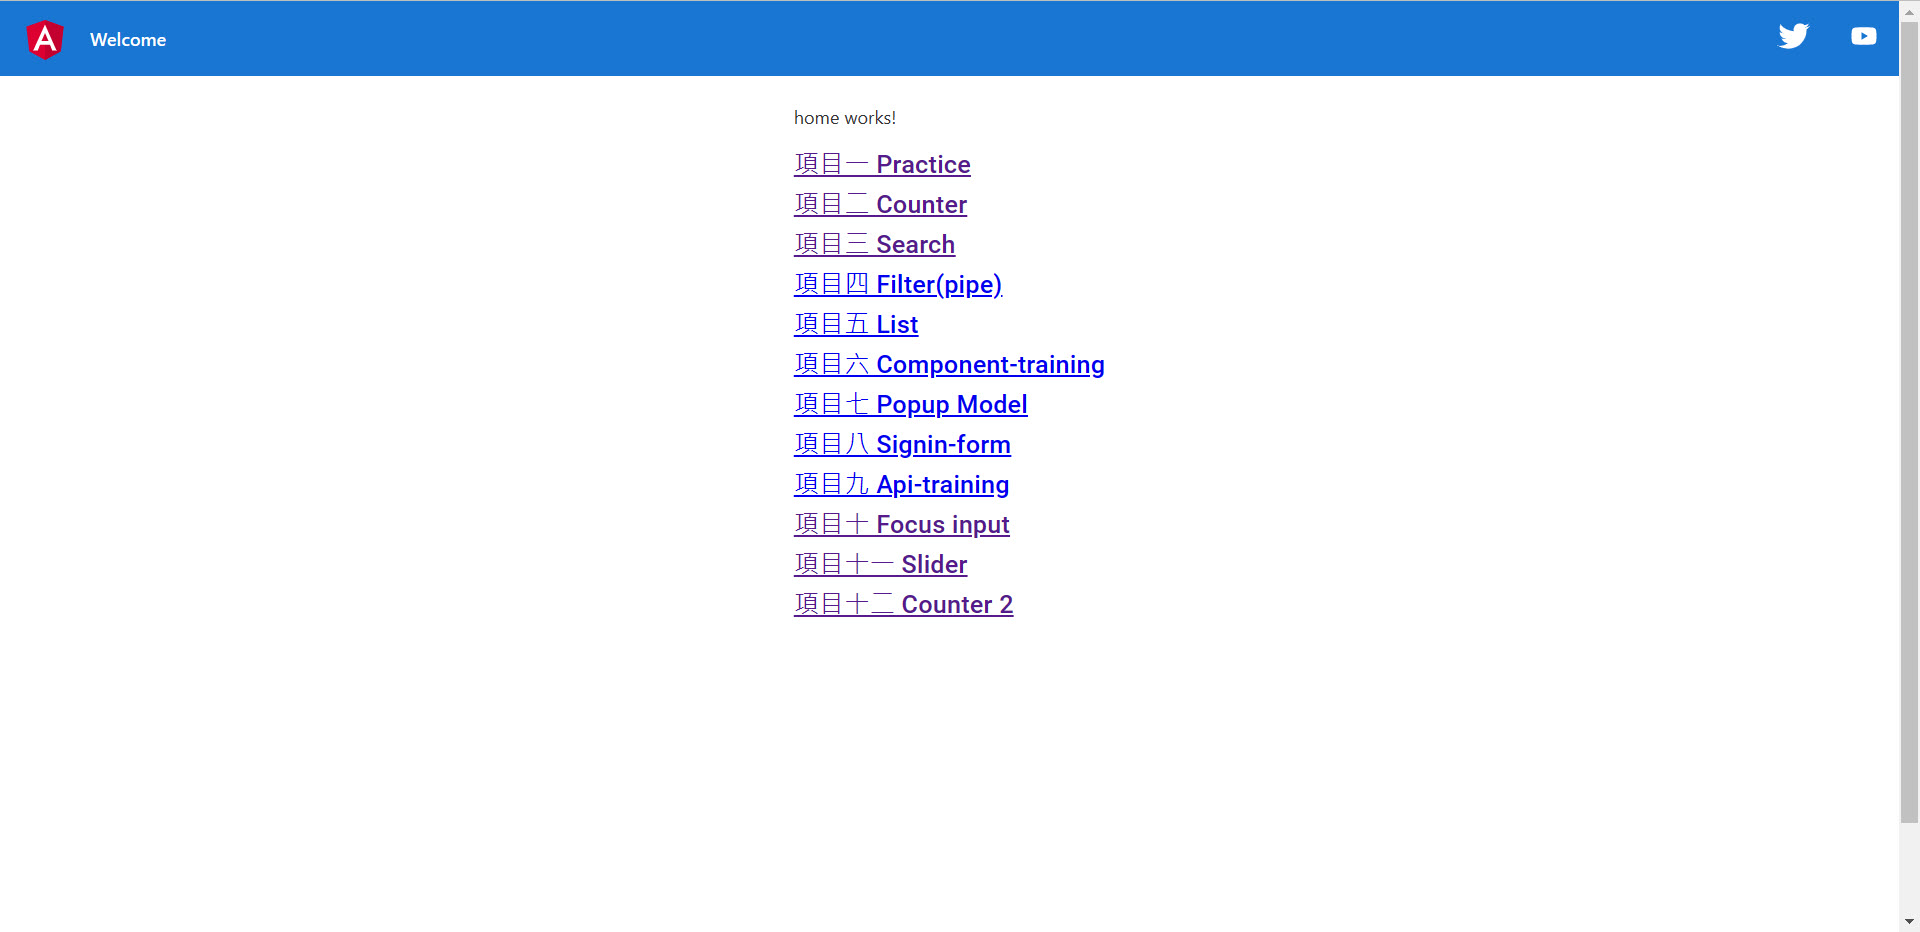 Welcome
home works!
項目一 Practice
項目二 Counter
項目三 Search
項目四 Filter(pipe)
項目五 List
項目六 Component-training
項目七 Popup Model
項目八 Signin-form
項目九 Api-training
項目十 Focus input
項目十一 Slider
項目十二 Counter 2